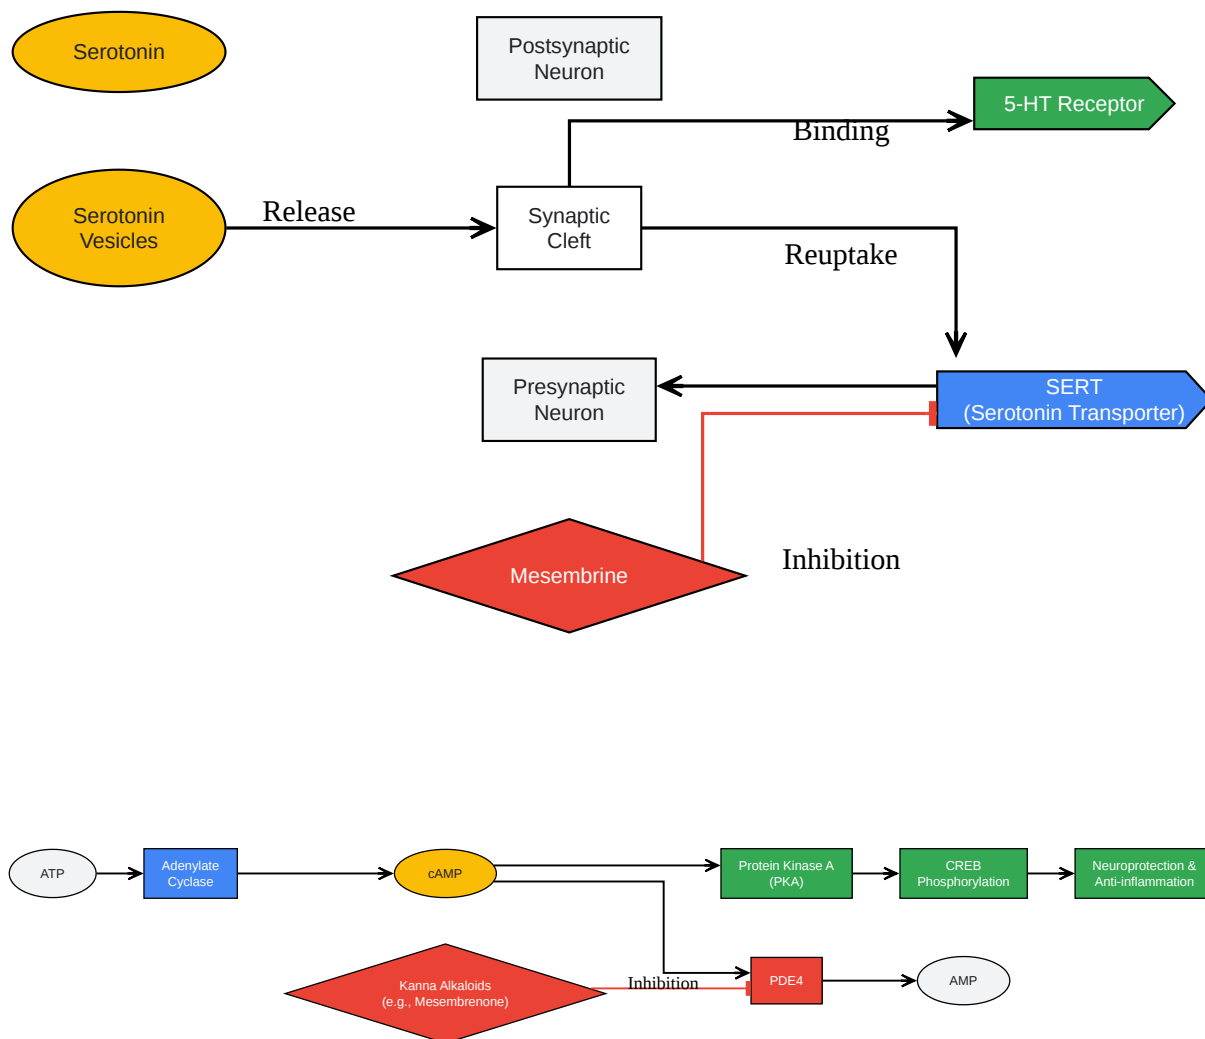 Serotonin
Postsynaptic
Neuron
5-HT Receptor
Binding
Serotonin
Vesicles
Release
Synaptic
Cleft
Reuptake
Presynaptic
Neuron
SERT
(Serotonin Transporter)
Mesembrine
Inhibition
ATP
Adenylate
Cyclase
cAMP
Protein Kinase A
(PKA)
CREB
Phosphorylation
Neuroprotection &
Anti-inflammation
Kanna Alkaloids
(e.g., Mesembrenone)
Inhibition
PDE4
AMP